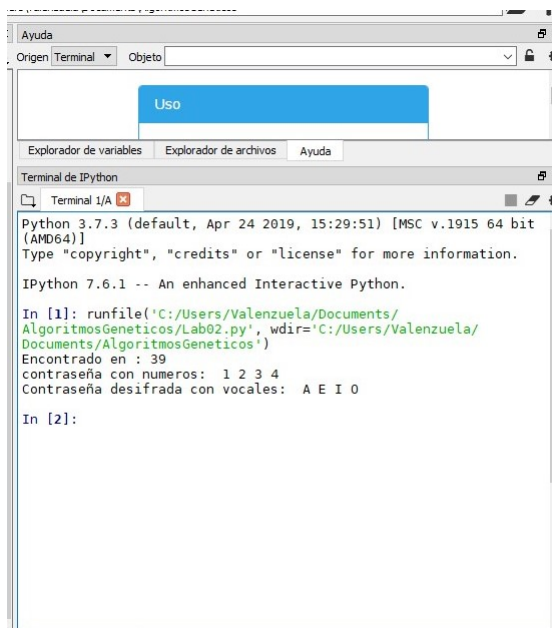 Ayuda
Origen Terminal Objeto
Uso
Explorador de variables Explorador de archivos Ayuda
Terminal de IPython
Terminal 1/A
Python 3.7.3 (default, Apr 24 2019, 15:29:51) [MSC v.1915 64 bit
(AMD64)]
Type "copyright", "credits" or "license" for more information.
IPython 7.6.1 -- An enhanced Interactive Python.
In [1]: runfile('C:/Users/Valenzuela/Documents/
AlgoritmosGeneticos/Lab02.py', wdir='C:/Users/Valenzuela/
Documents/AlgoritmosGeneticos')
Encontrado en : 39
contraseña con numeros:  1 2 3 4
Contraseña desifrada con vocales:  A E I O
In [2]: